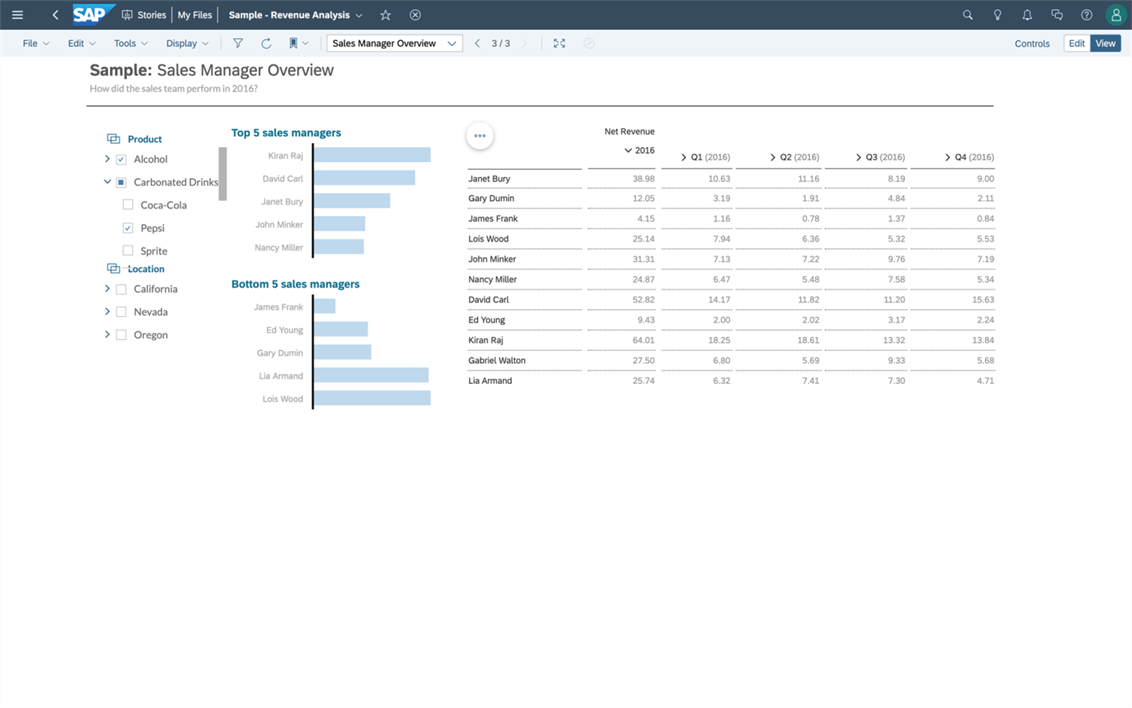 SAP Stories My Files Sample - Revenue Analysis
File Edit Tools Display Sales Manager Overview 3 / 3 Controls Edit View
Sample: Sales Manager Overview
How did the sales team perform in 2016?
Product
Alcohol
Carbonated Drinks
Coca-Cola
Pepsi
Sprite
Location
California
Nevada
Oregon
Top 5 sales managers
Kiran Raj
David Carl
Janet Bury
John Minker
Nancy Miller
Bottom 5 sales managers
James Frank
Ed Young
Gary Dumin
Lia Armand
Lois Wood
Net Revenue
2016 Q1 (2016) Q2 (2016) Q3 (2016) Q4 (2016)
Janet Bury 38.98 10.63 11.16 8.19 9.00
Gary Dumin 12.05 3.19 1.91 4.84 2.11
James Frank 4.15 1.16 0.78 1.37 0.84
Lois Wood 25.14 7.94 6.36 5.32 5.53
John Minker 31.31 7.13 7.22 9.76 7.19
Nancy Miller 24.87 6.47 5.48 7.58 5.34
David Carl 52.82 14.17 11.82 11.20 15.63
Ed Young 9.43 2.00 2.02 3.17 2.24
Kiran Raj 64.01 18.25 18.61 13.32 13.84
Gabriel Walton 27.50 6.80 5.69 9.33 5.68
Lia Armand 25.74 6.32 7.41 7.30 4.71